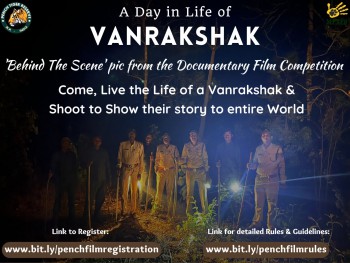 A Day in Life of
VANRAKSHAK
'Behind The Scene' pic from the Documentary Film Competition
Come, Live the Life of a Vanrakshak &
Shoot to Show their story to entire World
Link to Register:
www.bit.ly/penchfilmregistration
Link for detailed Rules & Guidelines:
www.bit.ly/penchfilmrules